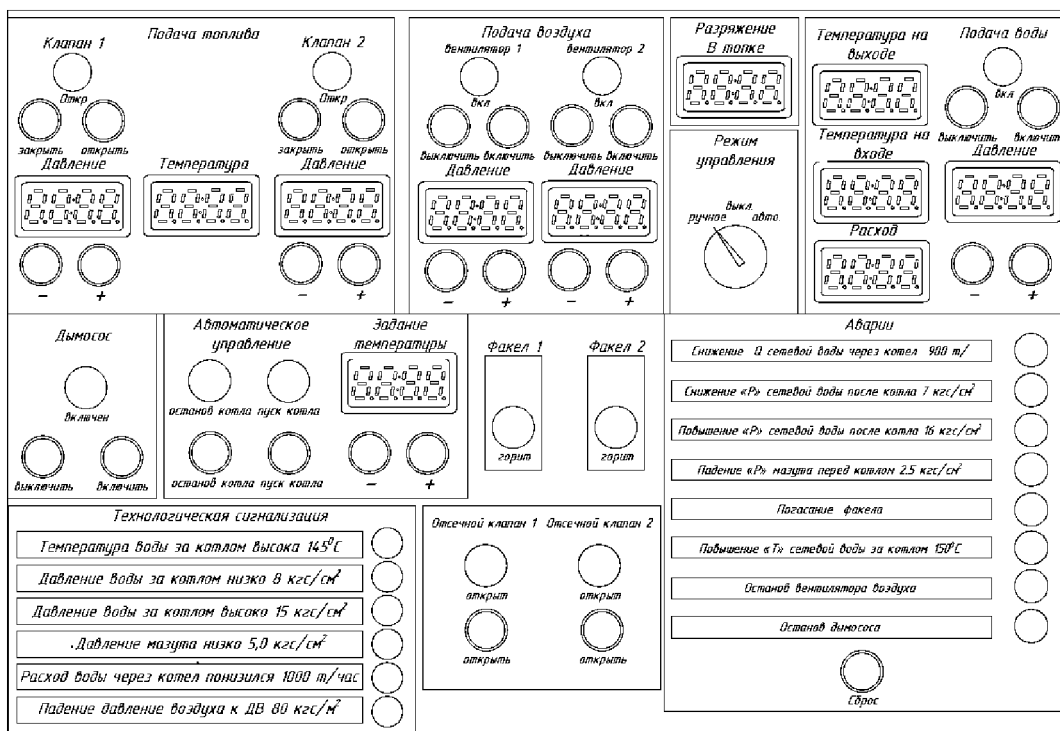 Подача топлива
Клапан 1
Откр
закрыть открыть
Давление
- +
Температура
Клапан 2
Откр
закрыть открыть
Давление
- +
Подача воздуха
вентилятор 1
вкл
выключить включить
Давление
- +
вентилятор 2
вкл
выключить включить
Давление
- +
Разряжение
В топке
Режим
управления
выкл.
ручное авто.
Температура на
выходе
Температура на
входе
Расход
Подача воды
вкл
выключить включить
Давление
- +
Дымосос
включен
выключить включить
Автоматическое
управление
останов котла пуск котла
останов котла пуск котла
Задание
температуры
- +
Факел 1
горит
Факел 2
горит
Аварии
Снижение Q сетевой воды через котел 900 т/
Снижение «Р» сетевой воды после котла 7 кгс/см²
Повышение «Р» сетевой воды после котла 16 кгс/см²
Падение «Р» мазута перед котлом 2.5 кгс/см²
Погасание факела
Повышение «Т» сетевой воды за котлом 150⁰С
Останов вентилятора воздуха
Останов дымососа
Сброс
Технологическая сигнализация
Температура воды за котлом высока 145⁰С
Давление воды за котлом низко 8 кгс/см²
Давление воды за котлом высоко 15 кгс/см²
.Давление мазута низко 5,0 кгс/см²
Расход воды через котел понизился 1000 т/час
Падение давление воздуха к ДВ 80 кгс/м²
Отсечной клапан 1 Отсечной клапан 2
открыт открыт
открыть открыть